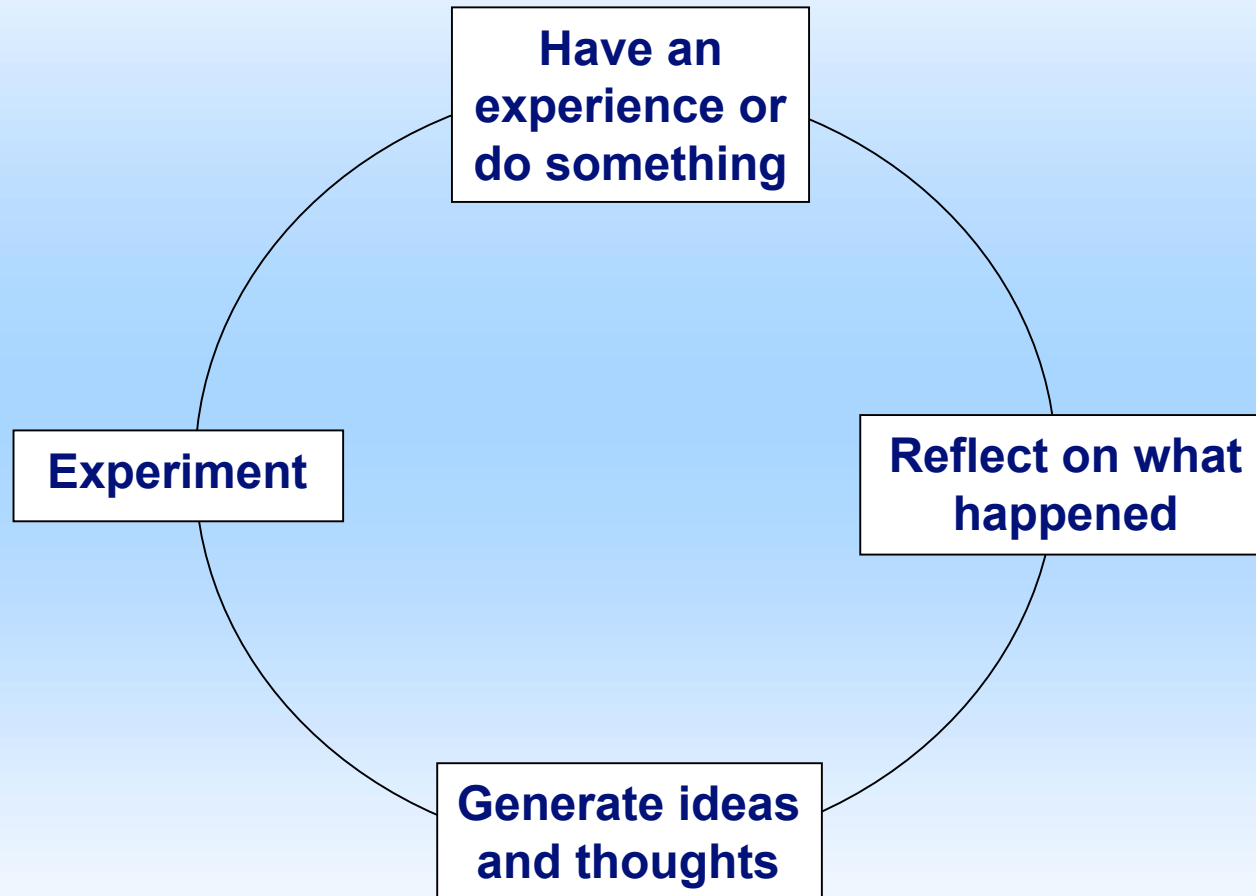 Have an
experience or
do something
Experiment
Reflect on what
happened
Generate ideas
and thoughts